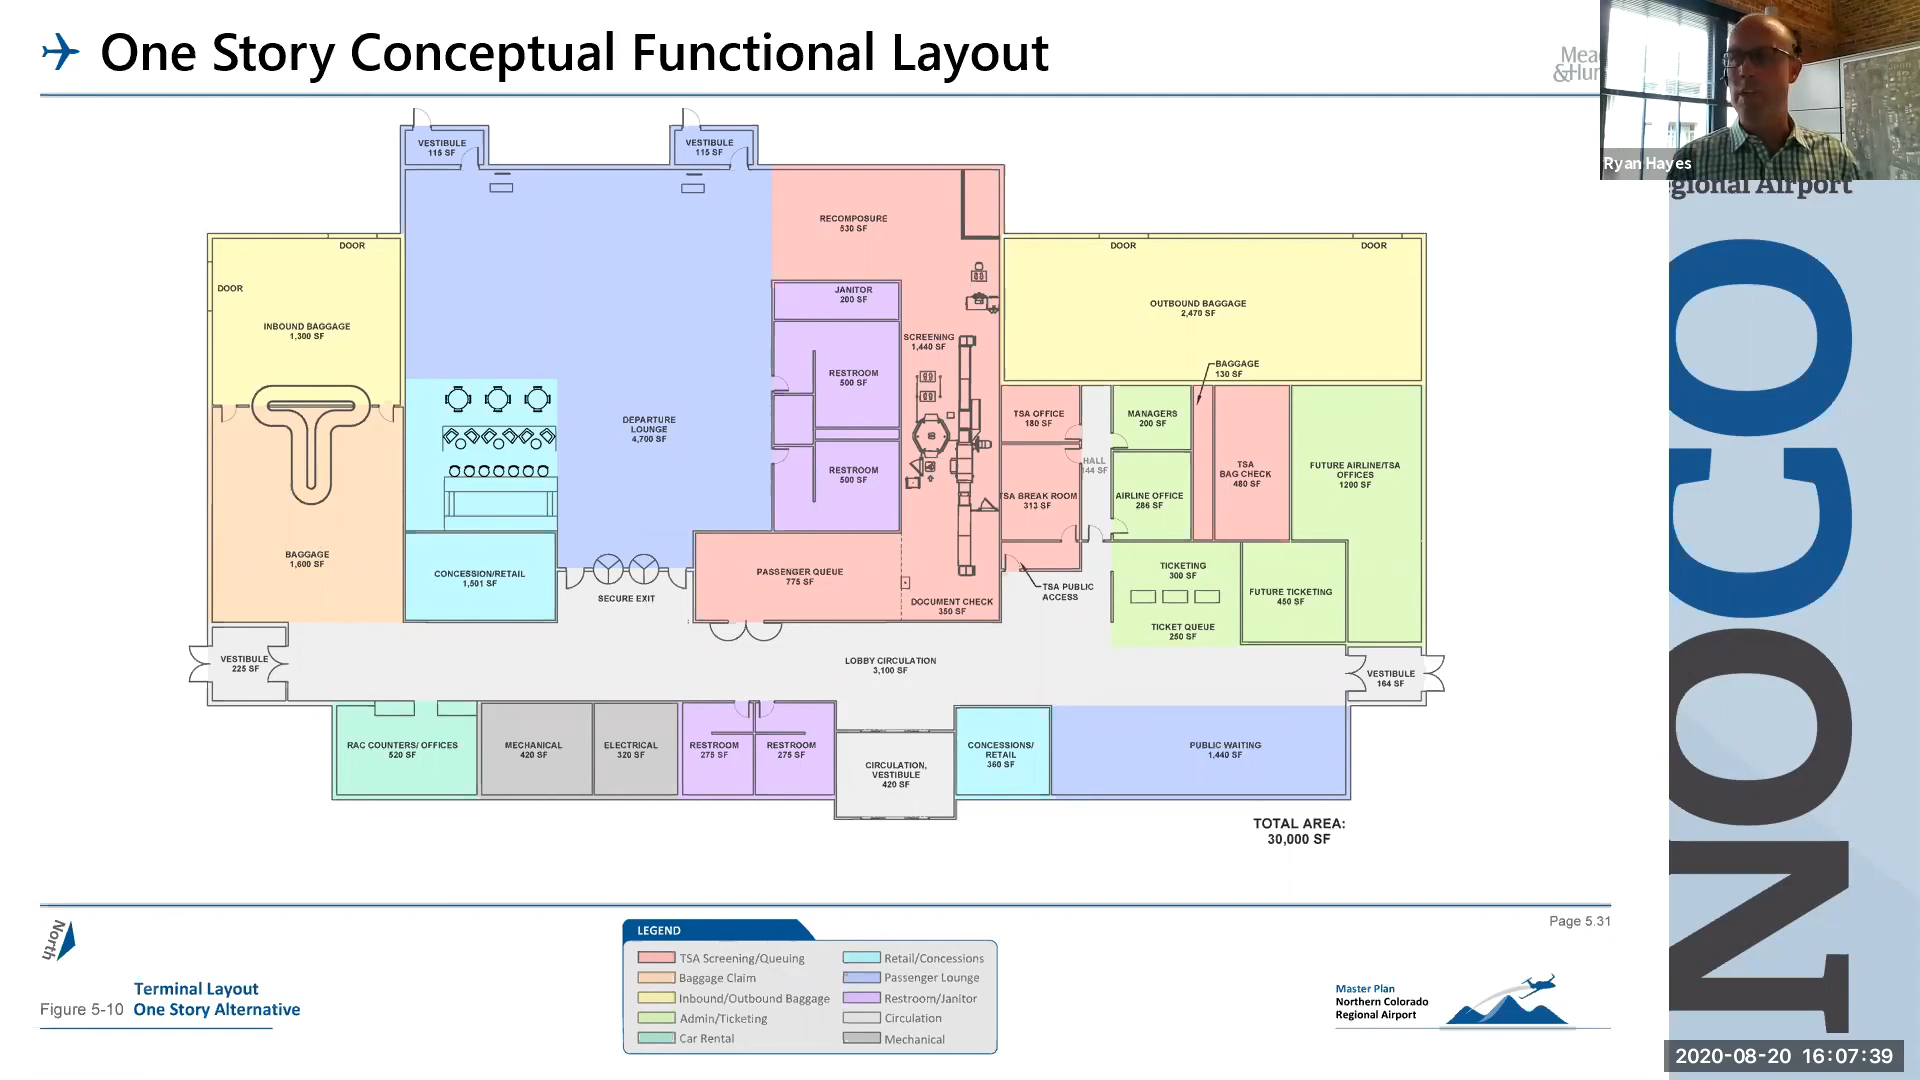 One Story Conceptual Functional Layout
Ryan Hayes
gional Airport
VESTIBULE
115 SF
VESTIBULE
115 SF
RECOMPOSURE
530 SF
DOOR
DOOR
INBOUND BAGGAGE
1,300 SF
JANITOR
200 SF
RESTROOM
500 SF
RESTROOM
500 SF
SCREENING
1,440 SF
DOOR
DOOR
OUTBOUND BAGGAGE
2,470 SF
BAGGAGE
130 SF
DEPARTURE
LOUNGE
4,700 SF
TSA OFFICE
180 SF
HALL
144 SF
MANAGERS
200 SF
TSA BREAK ROOM
313 SF
AIRLINE OFFICE
286 SF
TSA
BAG CHECK
480 SF
FUTURE AIRLINE/TSA
OFFICES
1200 SF
BAGGAGE
1,600 SF
CONCESSION/RETAIL
1,501 SF
SECURE EXIT
PASSENGER QUEUE
775 SF
DOCUMENT CHECK
350 SF
TSA PUBLIC
ACCESS
TICKETING
300 SF
TICKET QUEUE
250 SF
FUTURE TICKETING
450 SF
VESTIBULE
225 SF
LOBBY CIRCULATION
3,100 SF
VESTIBULE
164 SF
RAC COUNTERS/ OFFICES
520 SF
MECHANICAL
420 SF
ELECTRICAL
320 SF
RESTROOM
275 SF
RESTROOM
275 SF
CIRCULATION,
VESTIBULE
420 SF
CONCESSIONS/
RETAIL
360 SF
PUBLIC WAITING
1,440 SF
TOTAL AREA:
30,000 SF
Page 5.31
North
Terminal Layout
Figure 5-10 One Story Alternative
LEGEND
TSA Screening/Queuing
Baggage Claim
Inbound/Outbound Baggage
Admin/Ticketing
Car Rental
Retail/Concessions
Passenger Lounge
Restroom/Janitor
Circulation
Mechanical
Master Plan
Northern Colorado
Regional Airport
NOCO
2020-08-20 16:07:39